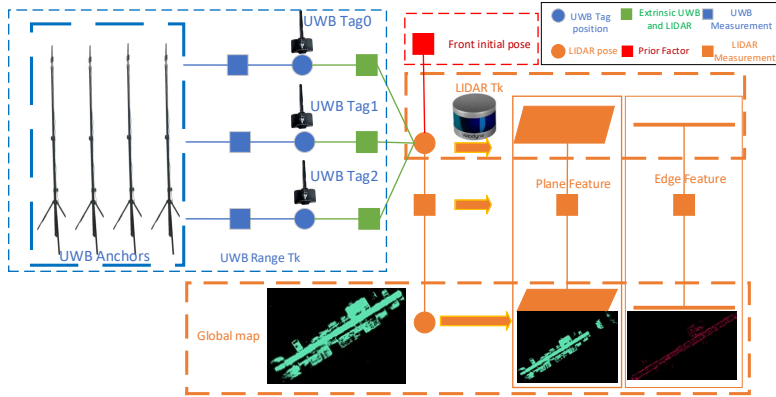 UWB Tag0
UWB Tag1
UWB Tag2
UWB Anchors
UWB Range Tk
Front initial pose
UWB Tag
position
Extrinsic UWB
and LIDAR
UWB
Measurement
LIDAR pose
Prior Factor
LIDAR
Measurement
LIDAR Tk
Velodyne
Plane Feature
Edge Feature
Global map